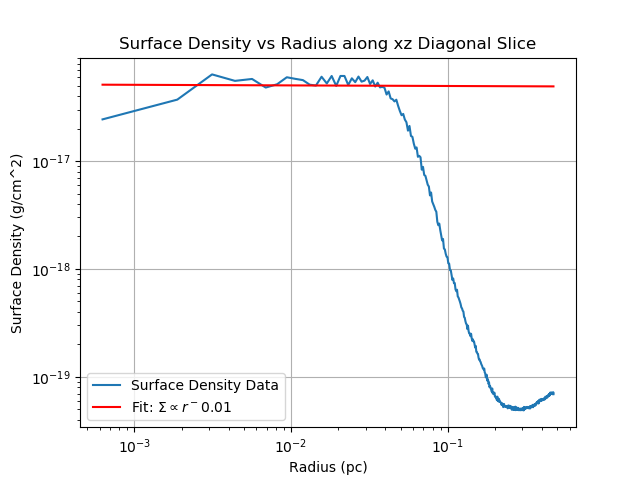 Surface Density vs Radius along xz Diagonal Slice
Surface Density (g/cm^2)
10⁻¹⁷
10⁻¹⁸
10⁻¹⁹
Surface Density Data
Fit: Σ ∝ r⁻0.01
10⁻³
10⁻²
10⁻¹
Radius (pc)